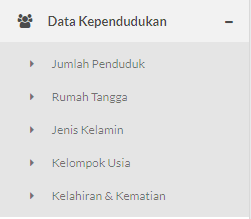 Data Kependudukan
Jumlah Penduduk
Rumah Tangga
Jenis Kelamin
Kelompok Usia
Kelahiran & Kematian